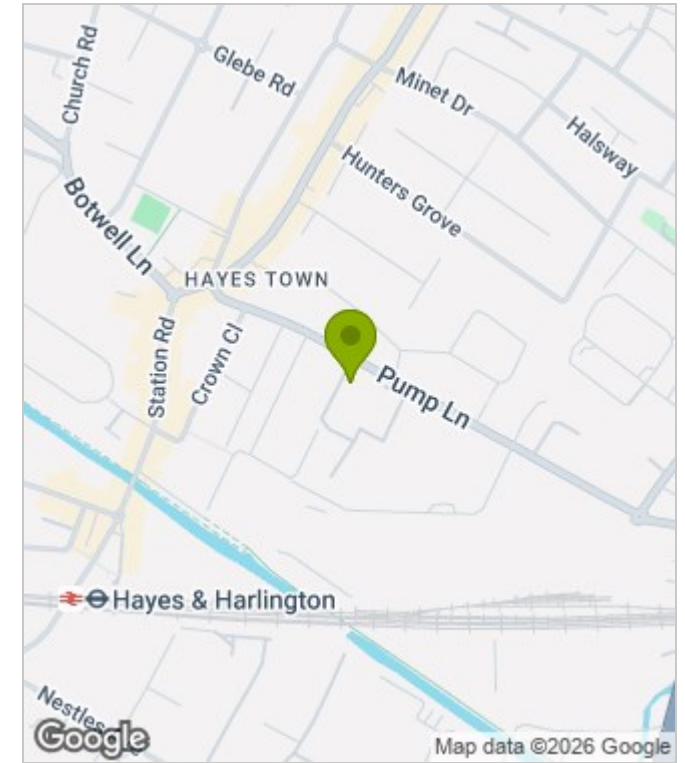 Church Rd
Glebe Rd
Minet Dr
Halsway
Hunters Grove
Botwell Ln
HAYES TOWN
Station Rd
Crown Cl
Pump Ln
Hayes & Harlington
Google
Map data ©2026 Google